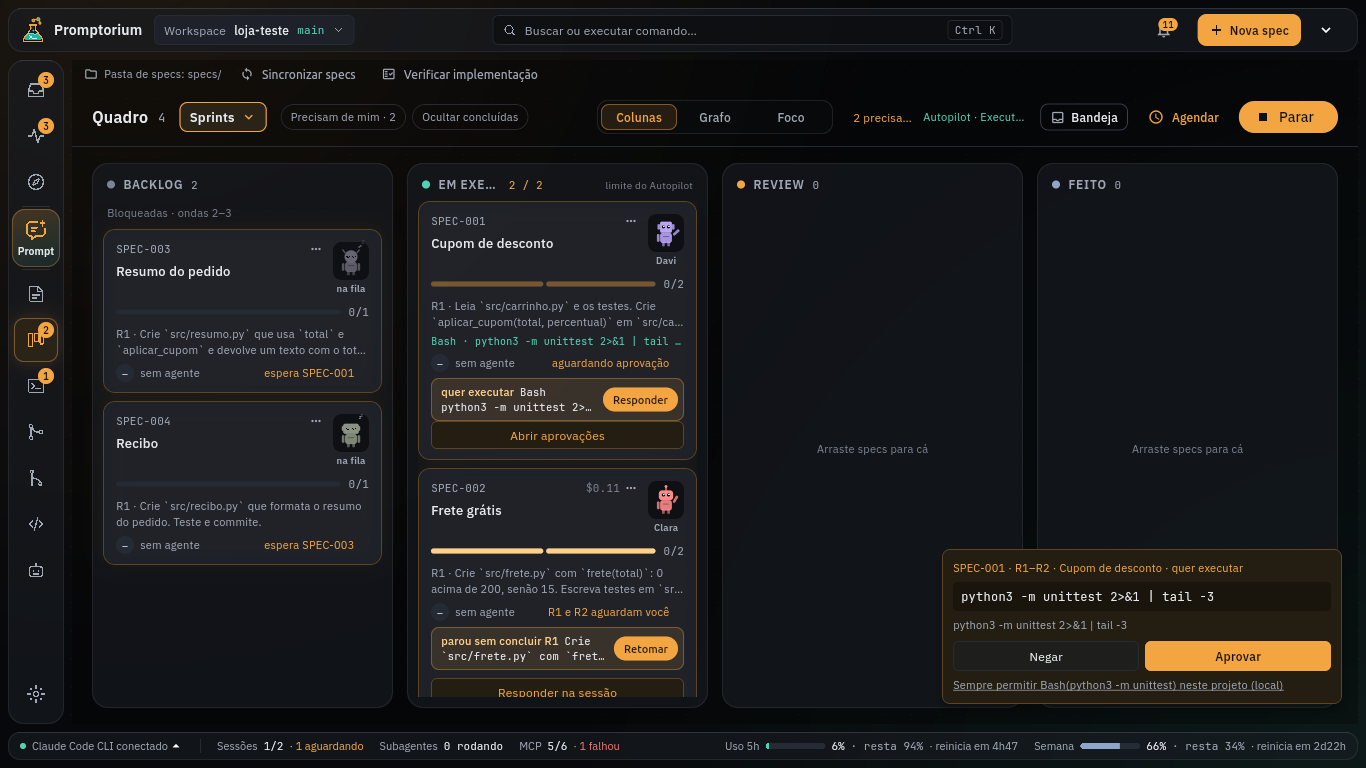 Promptorium
Workspace loja-teste main
Buscar ou executar comando...
Ctrl K
11
Nova spec
3
3
Prompt
2
1
Pasta de specs: specs/
Sincronizar specs
Verificar implementação
Quadro 4
Sprints
Precisam de mim · 2
Ocultar concluídas
Colunas
Grafo
Foco
2 precisa...
Autopilot · Execut...
Bandeja
Agendar
Parar
BACKLOG 2
Bloqueadas · ondas 2–3
SPEC-003
Resumo do pedido
na fila
0/1
R1 · Crie `src/resumo.py` que usa `total` e
`aplicar_cupom` e devolve um texto com o tot...
– sem agente
espera SPEC-001
SPEC-004
Recibo
na fila
0/1
R1 · Crie `src/recibo.py` que formata o resumo
do pedido. Teste e commite.
– sem agente
espera SPEC-003
EM EXE... 2 / 2
limite do Autopilot
SPEC-001
Cupom de desconto
Davi
0/2
R1 · Leia `src/carrinho.py` e os testes. Crie
`aplicar_cupom(total, percentual)` em `src/ca...
Bash · python3 -m unittest 2>&1 | tail …
– sem agente
aguardando aprovação
quer executar Bash
python3 -m unittest 2>…
Responder
Abrir aprovações
SPEC-002
$0.11
Frete grátis
Clara
0/2
R1 · Crie `src/frete.py` com `frete(total)`: 0
acima de 200, senão 15. Escreva testes em `sr...
– sem agente
R1 e R2 aguardam você
parou sem concluir R1 Crie
`src/frete.py` com `fret…
Retomar
Responder na sessão
REVIEW 0
Arraste specs para cá
FEITO 0
Arraste specs para cá
SPEC-001 · R1–R2 · Cupom de desconto · quer executar
python3 -m unittest 2>&1 | tail -3
python3 -m unittest 2>&1 | tail -3
Negar
Aprovar
Sempre permitir Bash(python3 -m unittest) neste projeto (local)
Claude Code CLI conectado
Sessões 1/2 · 1 aguardando
Subagentes 0 rodando
MCP 5/6 · 1 falhou
Uso 5h 6% · resta 94% · reinicia em 4h47
Semana 66% · resta 34% · reinicia em 2d22h